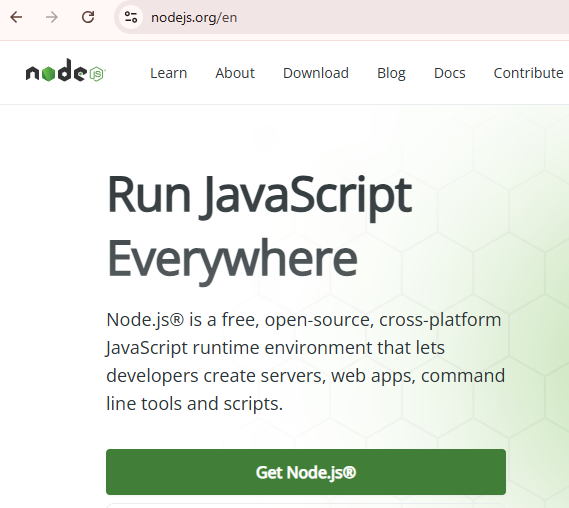 nodejs.org/en
node JS
Learn About Download Blog Docs Contribute
Run JavaScript
Everywhere
Node.js® is a free, open-source, cross-platform
JavaScript runtime environment that lets
developers create servers, web apps, command
line tools and scripts.
Get Node.js®